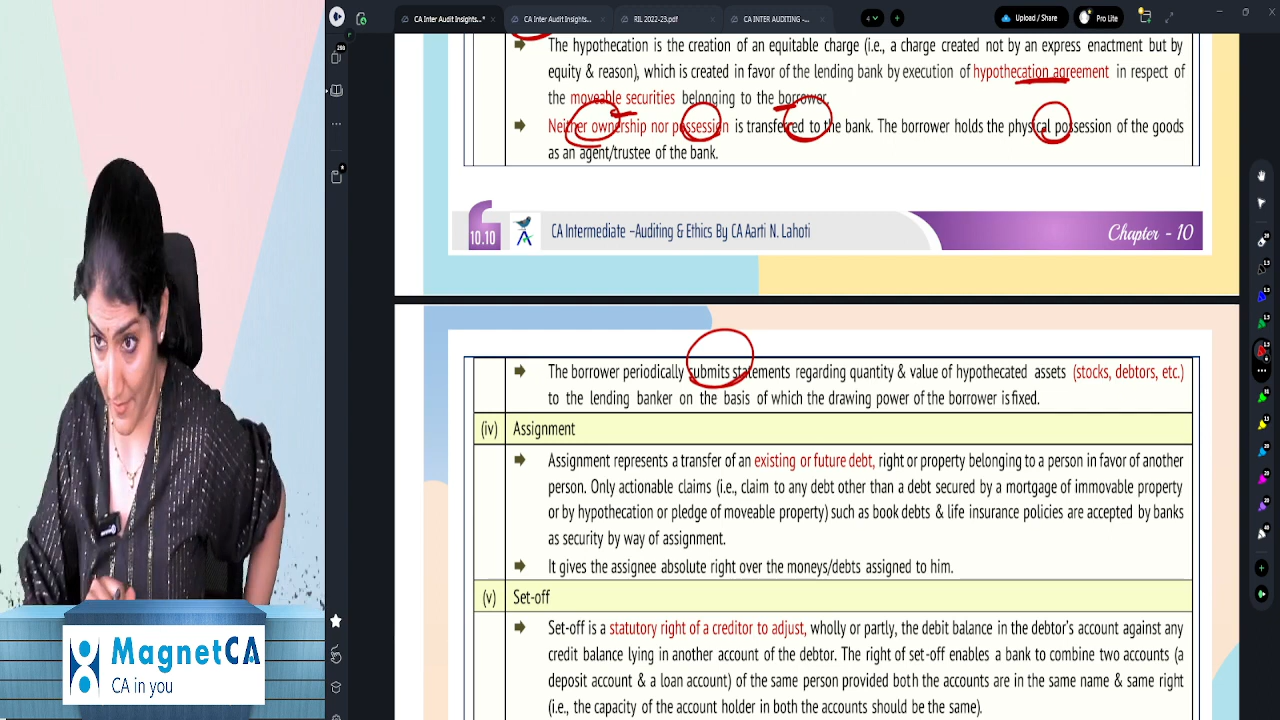 CA Inter Audit Insights...*
CA Inter Audit Insights...
RIL 2022-23.pdf
CA INTER AUDITING -...
4
Upload / Share
Pro Lite
The hypothecation is the creation of an equitable charge (i.e., a charge created not by an express enactment but by
equity & reason), which is created in favor of the lending bank by execution of hypothecation agreement in respect of
the moveable securities belonging to the borrower.
Neither ownership nor possession is transferred to the bank. The borrower holds the physical possession of the goods
as an agent/trustee of the bank.
10.10
CA Intermediate –Auditing & Ethics By CA Aarti N. Lahoti
Chapter - 10
The borrower periodically submits statements regarding quantity & value of hypothecated assets (stocks, debtors, etc.)
to the lending banker on the basis of which the drawing power of the borrower is fixed.
(iv) Assignment
Assignment represents a transfer of an existing or future debt, right or property belonging to a person in favor of another
person. Only actionable claims (i.e., claim to any debt other than a debt secured by a mortgage of immovable property
or by hypothecation or pledge of moveable property) such as book debts & life insurance policies are accepted by banks
as security by way of assignment.
It gives the assignee absolute right over the moneys/debts assigned to him.
(v) Set-off
Set-off is a statutory right of a creditor to adjust, wholly or partly, the debit balance in the debtor's account against any
credit balance lying in another account of the debtor. The right of set-off enables a bank to combine two accounts (a
deposit account & a loan account) of the same person provided both the accounts are in the same name & same right
(i.e., the capacity of the account holder in both the accounts should be the same).
MagnetCA
CA in you